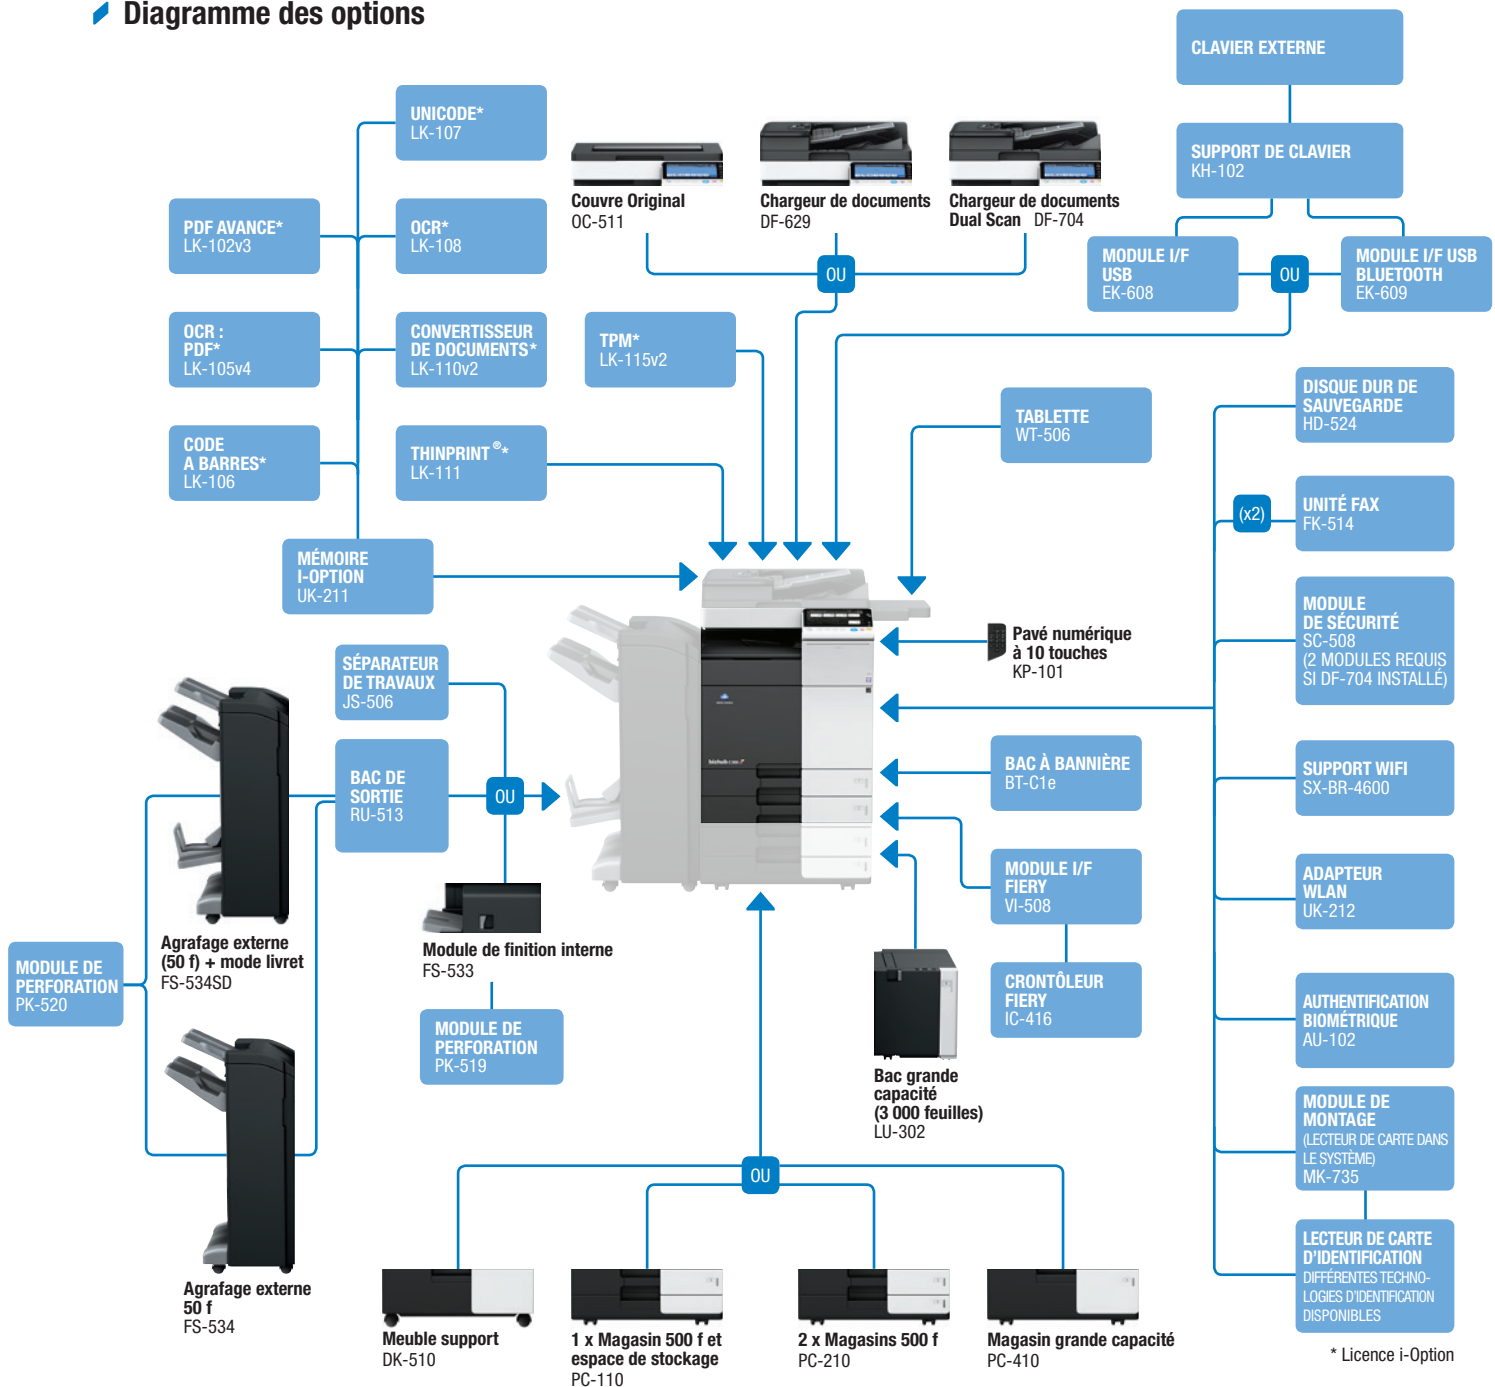 Diagramme des options
CLAVIER EXTERNE
UNICODE*
LK-107
SUPPORT DE CLAVIER
KH-102
Couvre Original
OC-511
Chargeur de documents
DF-629
Chargeur de documents
Dual Scan DF-704
PDF AVANCE*
LK-102v3
OCR*
LK-108
OU
MODULE I/F
USB
EK-608
OU
MODULE I/F USB
BLUETOOTH
EK-609
OCR :
PDF*
LK-105v4
CONVERTISSEUR
DE DOCUMENTS*
LK-110v2
TPM*
LK-115v2
DISQUE DUR DE
SAUVEGARDE
HD-524
TABLETTE
WT-506
CODE
A BARRES*
LK-106
THINPRINT®*
LK-111
(x2)
UNITÉ FAX
FK-514
MÉMOIRE
I-OPTION
UK-211
MODULE
DE SÉCURITÉ
SC-508
(2 MODULES REQUIS
SI DF-704 INSTALLÉ)
Pavé numérique
à 10 touches
KP-101
SÉPARATEUR
DE TRAVAUX
JS-506
BAC DE
SORTIE
RU-513
OU
bizhub
BAC À BANNIÈRE
BT-C1e
SUPPORT WIFI
SX-BR-4600
MODULE I/F
FIERY
VI-508
ADAPTEUR
WLAN
UK-212
Agrafage externe
(50 f) + mode livret
FS-534SD
Module de finition interne
FS-533
MODULE DE
PERFORATION
PK-520
CRONTÔLEUR
FIERY
IC-416
AUTHENTIFICATION
BIOMÉTRIQUE
AU-102
MODULE DE
PERFORATION
PK-519
Bac grande
capacité
(3 000 feuilles)
LU-302
MODULE DE
MONTAGE
(LECTEUR DE CARTE DANS
LE SYSTÈME)
MK-735
OU
LECTEUR DE CARTE
D'IDENTIFICATION
DIFFÉRENTES TECHNO-
LOGIES D'IDENTIFICATION
DISPONIBLES
Agrafage externe
50 f
FS-534
Meuble support
DK-510
1 x Magasin 500 f et
espace de stockage
PC-110
2 x Magasins 500 f
PC-210
Magasin grande capacité
PC-410
* Licence i-Option